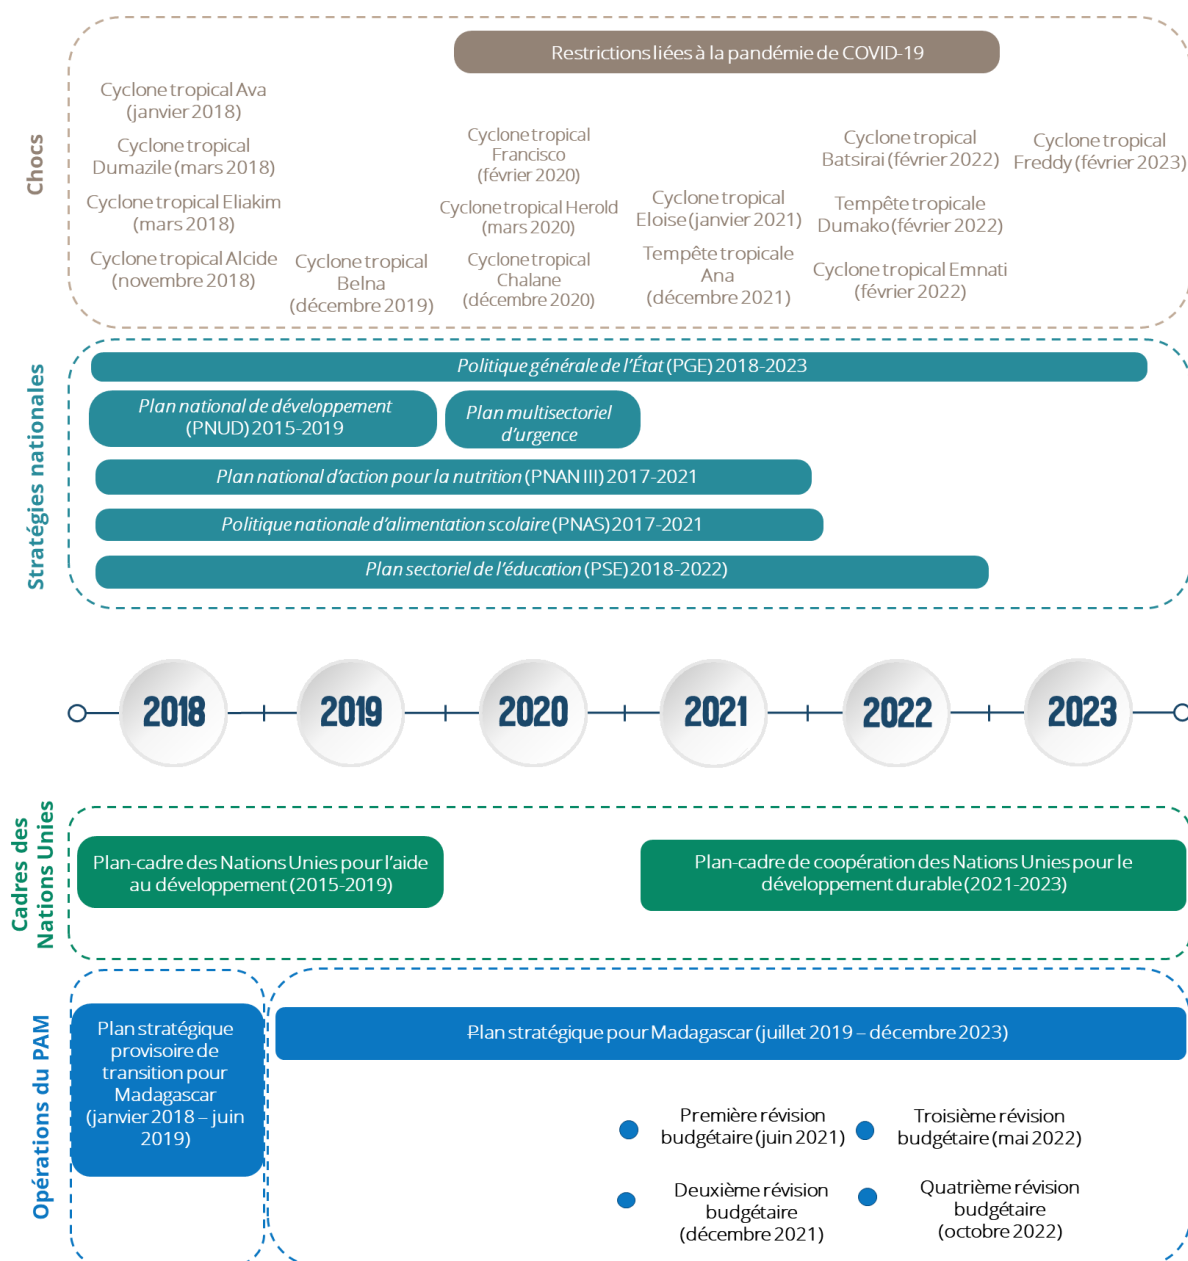 Chocs
Restrictions liées à la pandémie de COVID-19
Cyclone tropical Ava
(janvier 2018)
Cyclone tropical
Dumazile (mars 2018)
Cyclone tropical Eliakim
(mars 2018)
Cyclone tropical Alcide
(novembre 2018)
Cyclone tropical
Belna
(décembre 2019)
Cyclone tropical
Francisco
(février 2020)
Cyclone tropical Herold
(mars 2020)
Cyclone tropical
Chalane
(décembre 2020)
Cyclone tropical
Eloise (janvier 2021)
Tempête tropicale
Ana
(décembre 2021)
Cyclone tropical
Batsirai (février 2022)
Tempête tropicale
Dumako (février 2022)
Cyclone tropical Emnati
(février 2022)
Cyclone tropical
Freddy (février 2023)
Stratégies nationales
Politique générale de l’État (PGE) 2018-2023
Plan national de développement
(PNUD) 2015-2019
Plan multisectoriel
d’urgence
Plan national d’action pour la nutrition (PNAN III) 2017-2021
Politique nationale d’alimentation scolaire (PNAS) 2017-2021
Plan sectoriel de l’éducation (PSE) 2018-2022)
2018
2019
2020
2021
2022
2023
Cadres des
Nations Unies
Plan-cadre des Nations Unies pour l’aide
au développement (2015-2019)
Plan-cadre de coopération des Nations Unies pour le
développement durable (2021-2023)
Opérations du PAM
Plan stratégique
provisoire de
transition pour
Madagascar
(janvier 2018 – juin
2019)
Plan stratégique pour Madagascar (juillet 2019 – décembre 2023)
Première révision
budgétaire (juin 2021)
Troisième révision
budgétaire (mai 2022)
Deuxième révision
budgétaire
(décembre 2021)
Quatrième révision
budgétaire
(octobre 2022)